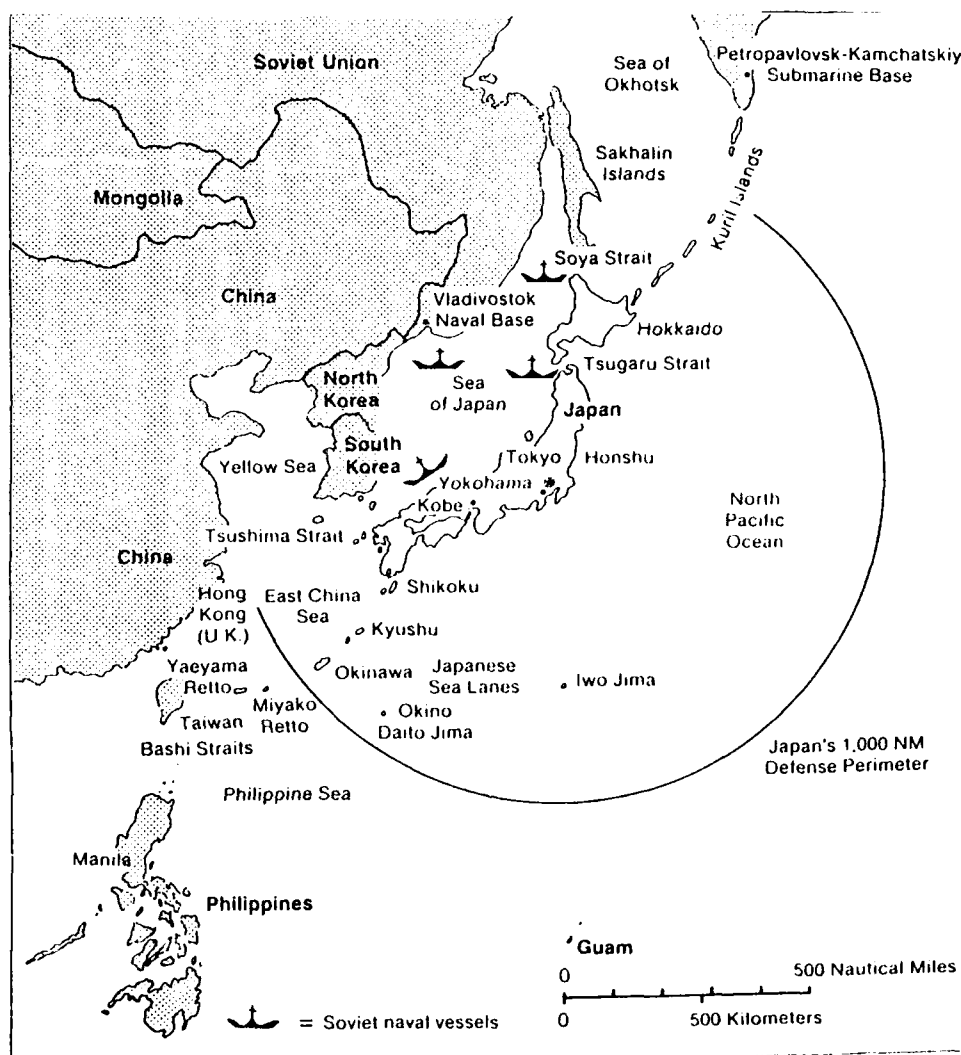 Soviet Union
Sea of
Okhotsk
Petropavlovsk-Kamchatskiy
Submarine Base
Sakhalin
Islands
Mongolia
Kuril Islands
Soya Strait
China
Vladivostok
Naval Base
Hokkaido
Tsugaru Strait
North
Korea
Sea
of Japan
Japan
South
Korea
Yellow Sea
Tokyo
Honshu
Yokohama
Kobe
North
Pacific
Ocean
Tsushima Strait
China
Shikoku
Hong
Kong
(U K.)
East China
Sea
Kyushu
Yaeyama
Retto
Okinawa
Japanese
Sea Lanes
Iwo Jima
Miyako
Retto
Taiwan
Okino
Daito Jima
Bashi Straits
Japan's 1,000 NM
Defense Perimeter
Philippine Sea
Manila
Philippines
Guam
0
500 Nautical Miles
0
500 Kilometers
= Soviet naval vessels